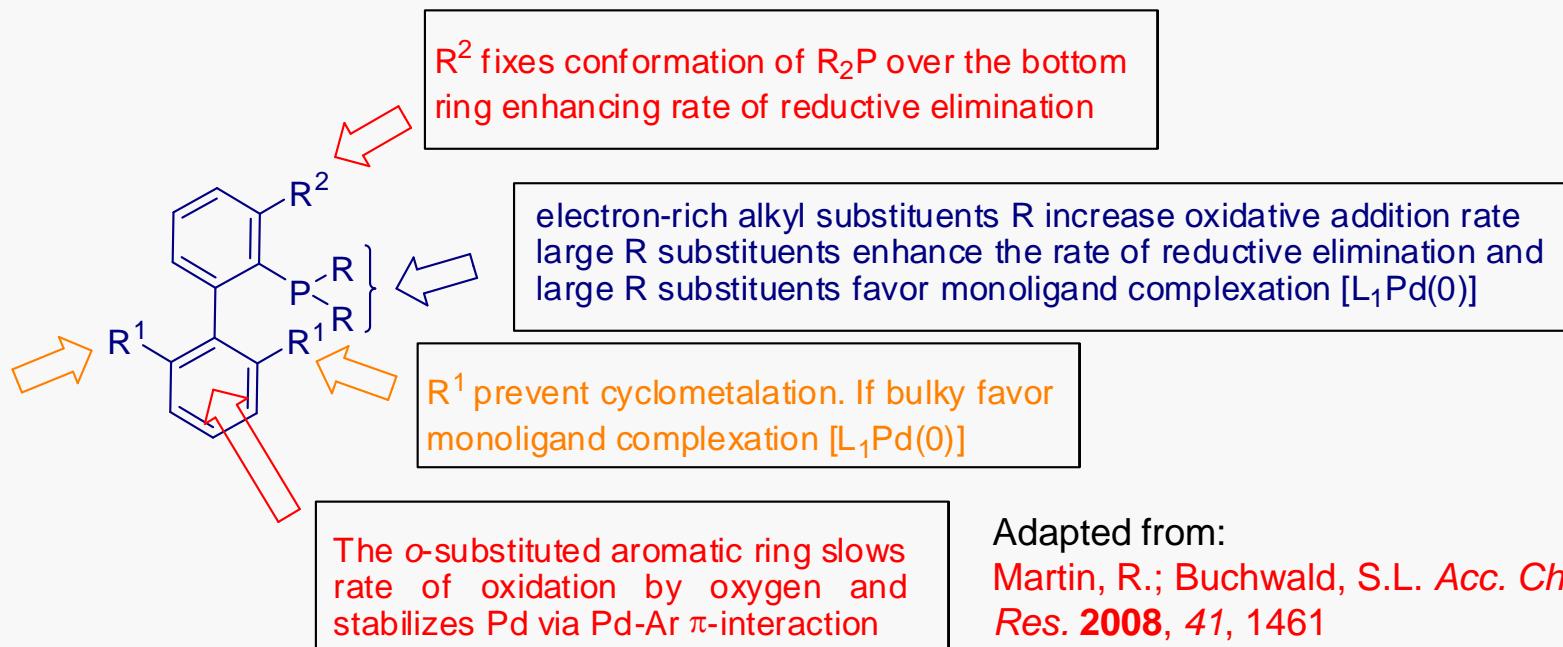 R² fixes conformation of R₂P over the bottom
ring enhancing rate of reductive elimination
R²
electron-rich alkyl substituents R increase oxidative addition rate
large R substituents enhance the rate of reductive elimination and
large R substituents favor monoligand complexation [L₁Pd(0)]
R
P
R
R¹
R¹
R¹ prevent cyclometalation. If bulky favor
monoligand complexation [L₁Pd(0)]
The o-substituted aromatic ring slows
rate of oxidation by oxygen and
stabilizes Pd via Pd-Ar π-interaction
Adapted from:
Martin, R.; Buchwald, S.L. Acc. Ch
Res. 2008, 41, 1461